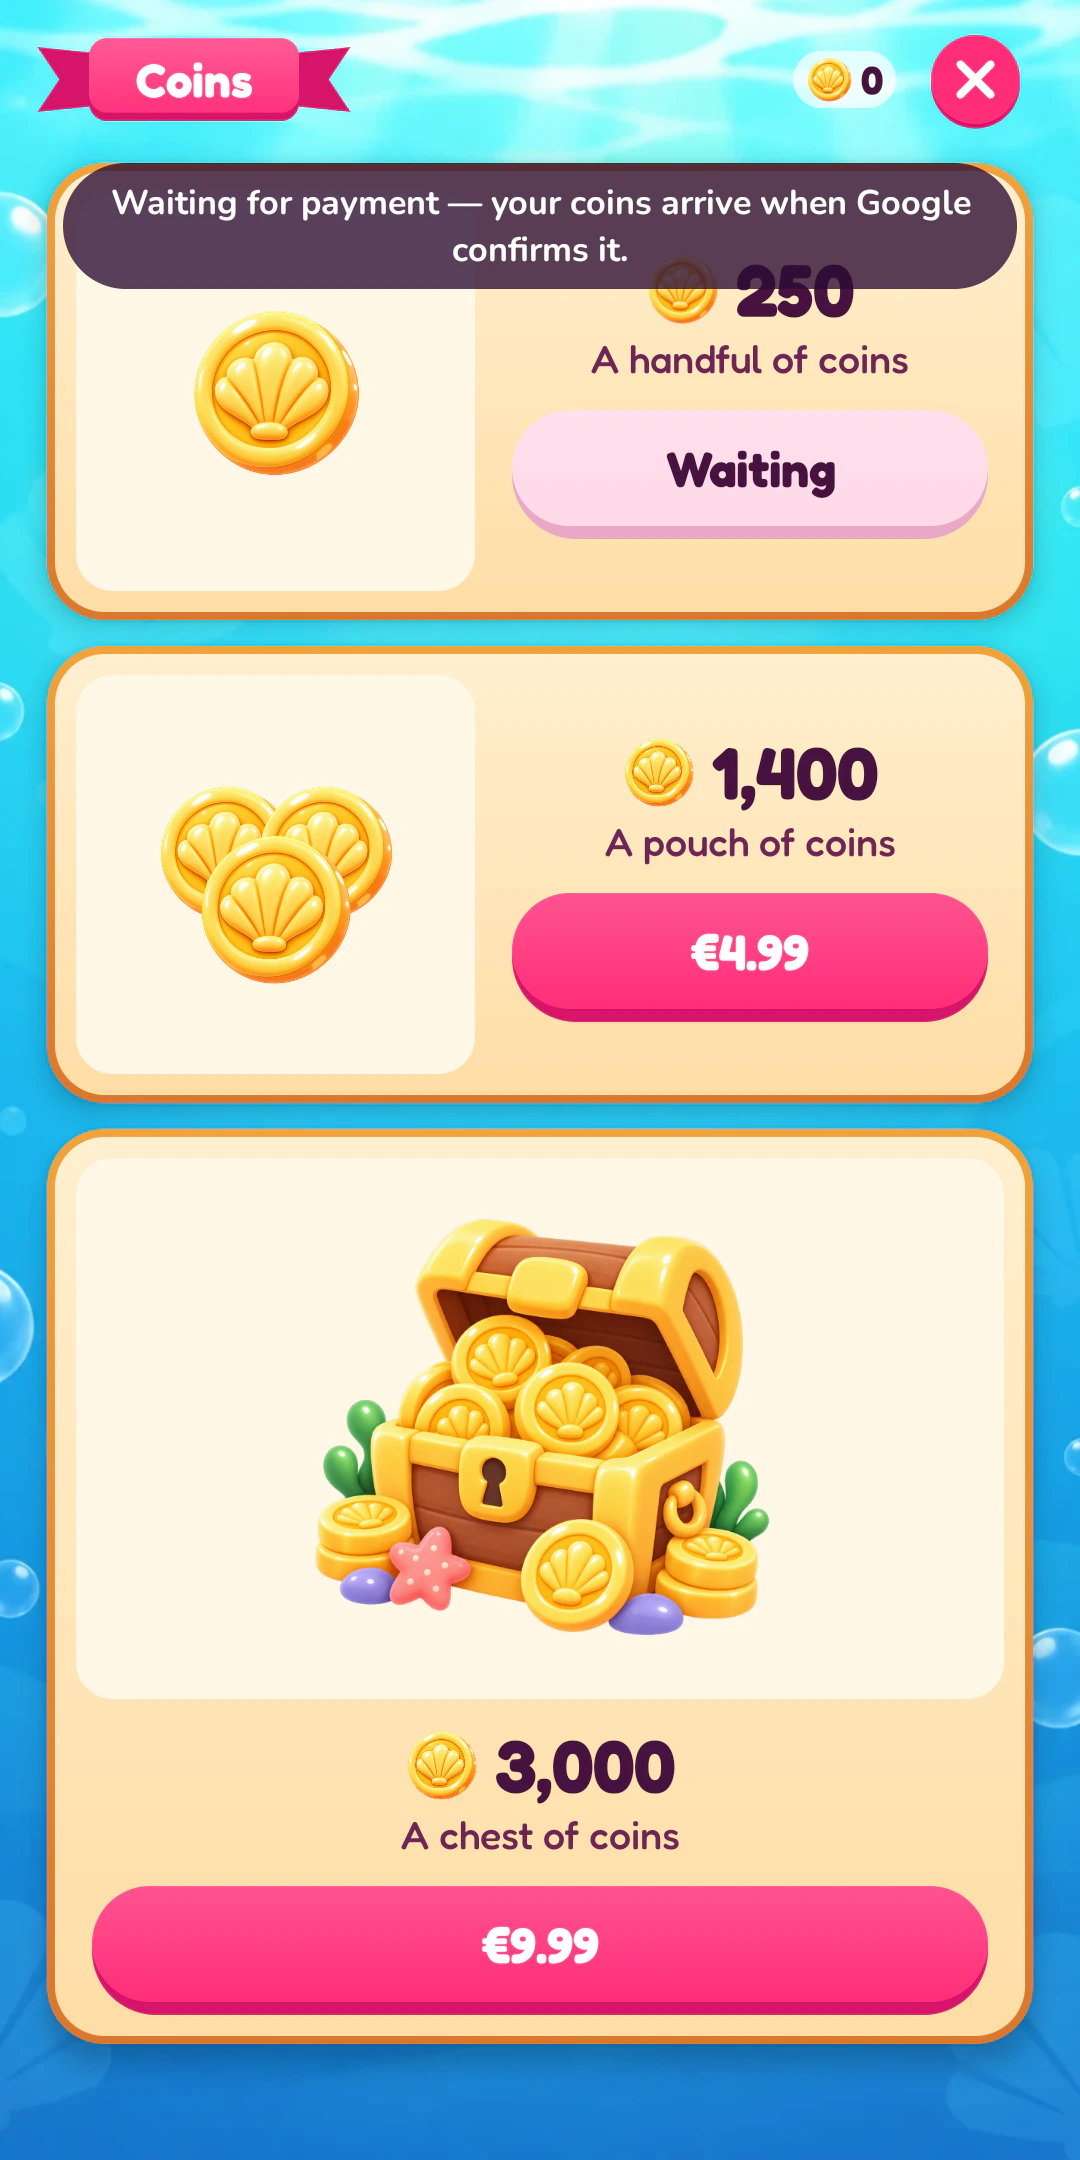 Coins
0
Waiting for payment — your coins arrive when Google
confirms it.
250
A handful of coins
Waiting
1,400
A pouch of coins
€4.99
3,000
A chest of coins
€9.99